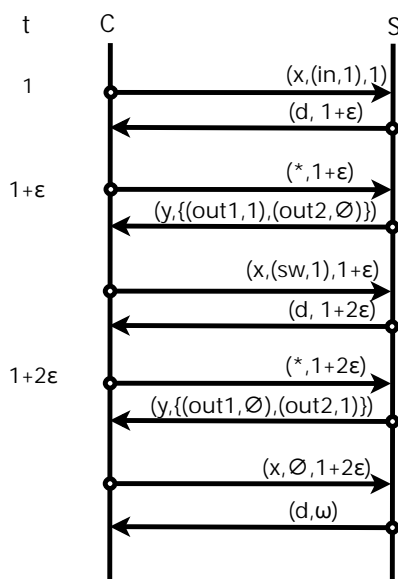 t C S
1 (x,(in,1),1)
(d, 1+ε)
1+ε (*,1+ε)
(y,{(out1,1),(out2,∅)})
(x,(sw,1),1+ε)
(d, 1+2ε)
1+2ε (*,1+2ε)
(y,{(out1,∅),(out2,1)})
(x,∅,1+2ε)
(d,ω)